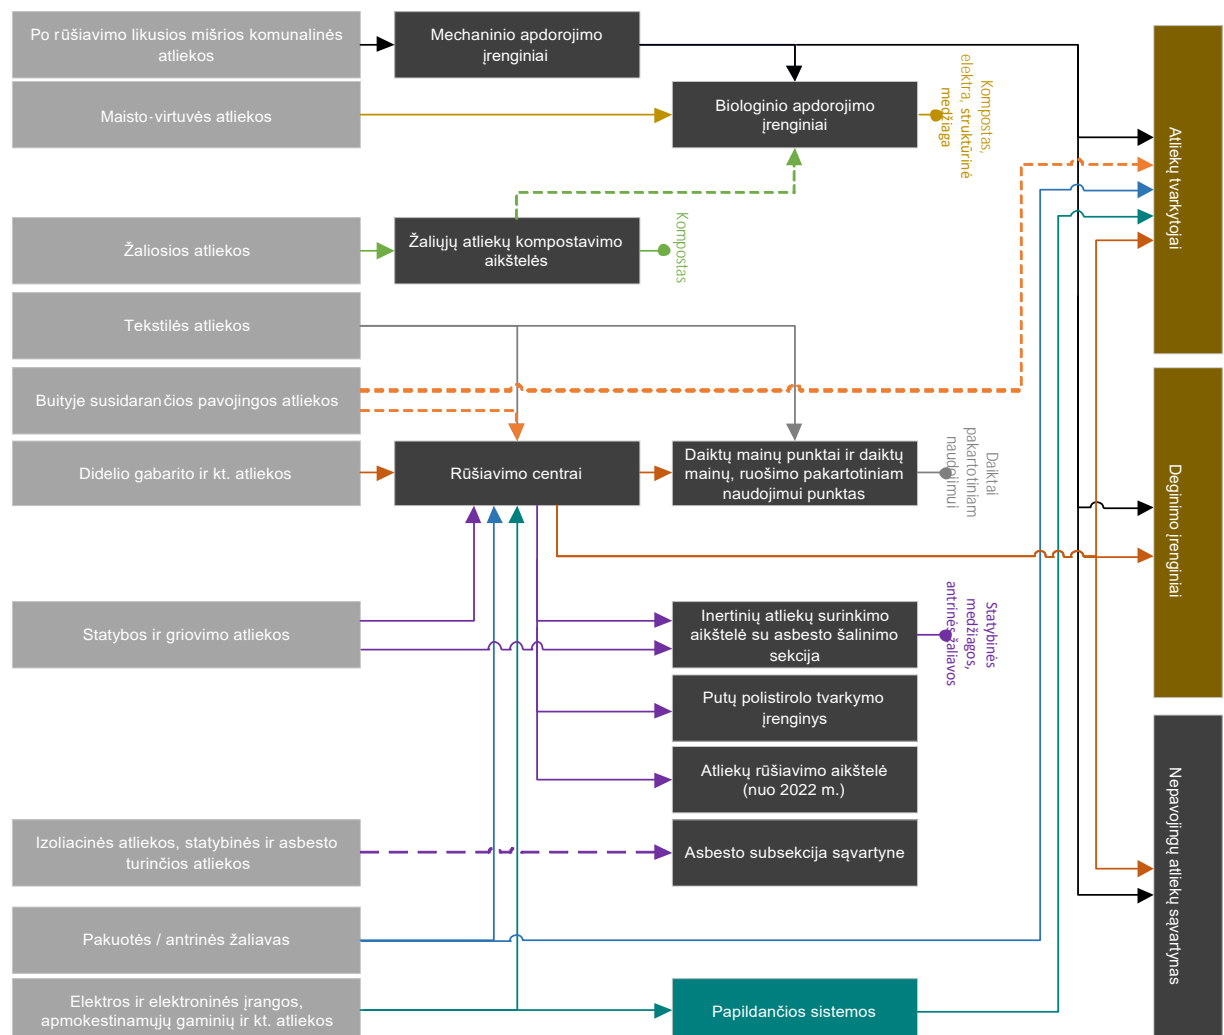 Po rūšiavimo likusios mišrios komunalinės
atliekos
Mechaninio apdorojimo
įrenginiai
Maisto-virtuvės atliekos
Biologinio apdorojimo
įrenginiai
Kompostas,
elektra, struktūrinė
medžiaga
Žaliosios atliekos
Žaliųjų atliekų kompostavimo
aikštelės
Kompostas
Atliekų tvarkytojai
Tekstilės atliekos
Buityje susidarančios pavojingos atliekos
Didelio gabarito ir kt. atliekos
Rūšiavimo centrai
Daiktų mainų punktai ir daiktų
mainų, ruošimo pakartotiniam
naudojimui punktas
Daiktai
pakartotiniam
naudojimui
Deginimo įrenginiai
Statybos ir griovimo atliekos
Inertinių atliekų surinkimo
aikštelė su asbesto šalinimo
sekcija
Statybinės
medžiagos,
antrinės žaliavos
Putų polistirolo tvarkymo
įrenginys
Atliekų rūšiavimo aikštelė
(nuo 2022 m.)
Izoliacinės atliekos, statybinės ir asbesto
turinčios atliekos
Asbesto subsekcija sąvartyne
Nepavojingų atliekų sąvartynas
Pakuotės / antrinės žaliavas
Elektros ir elektroninės įrangos,
apmokestinamųjų gaminių ir kt. atliekos
Papildančios sistemos